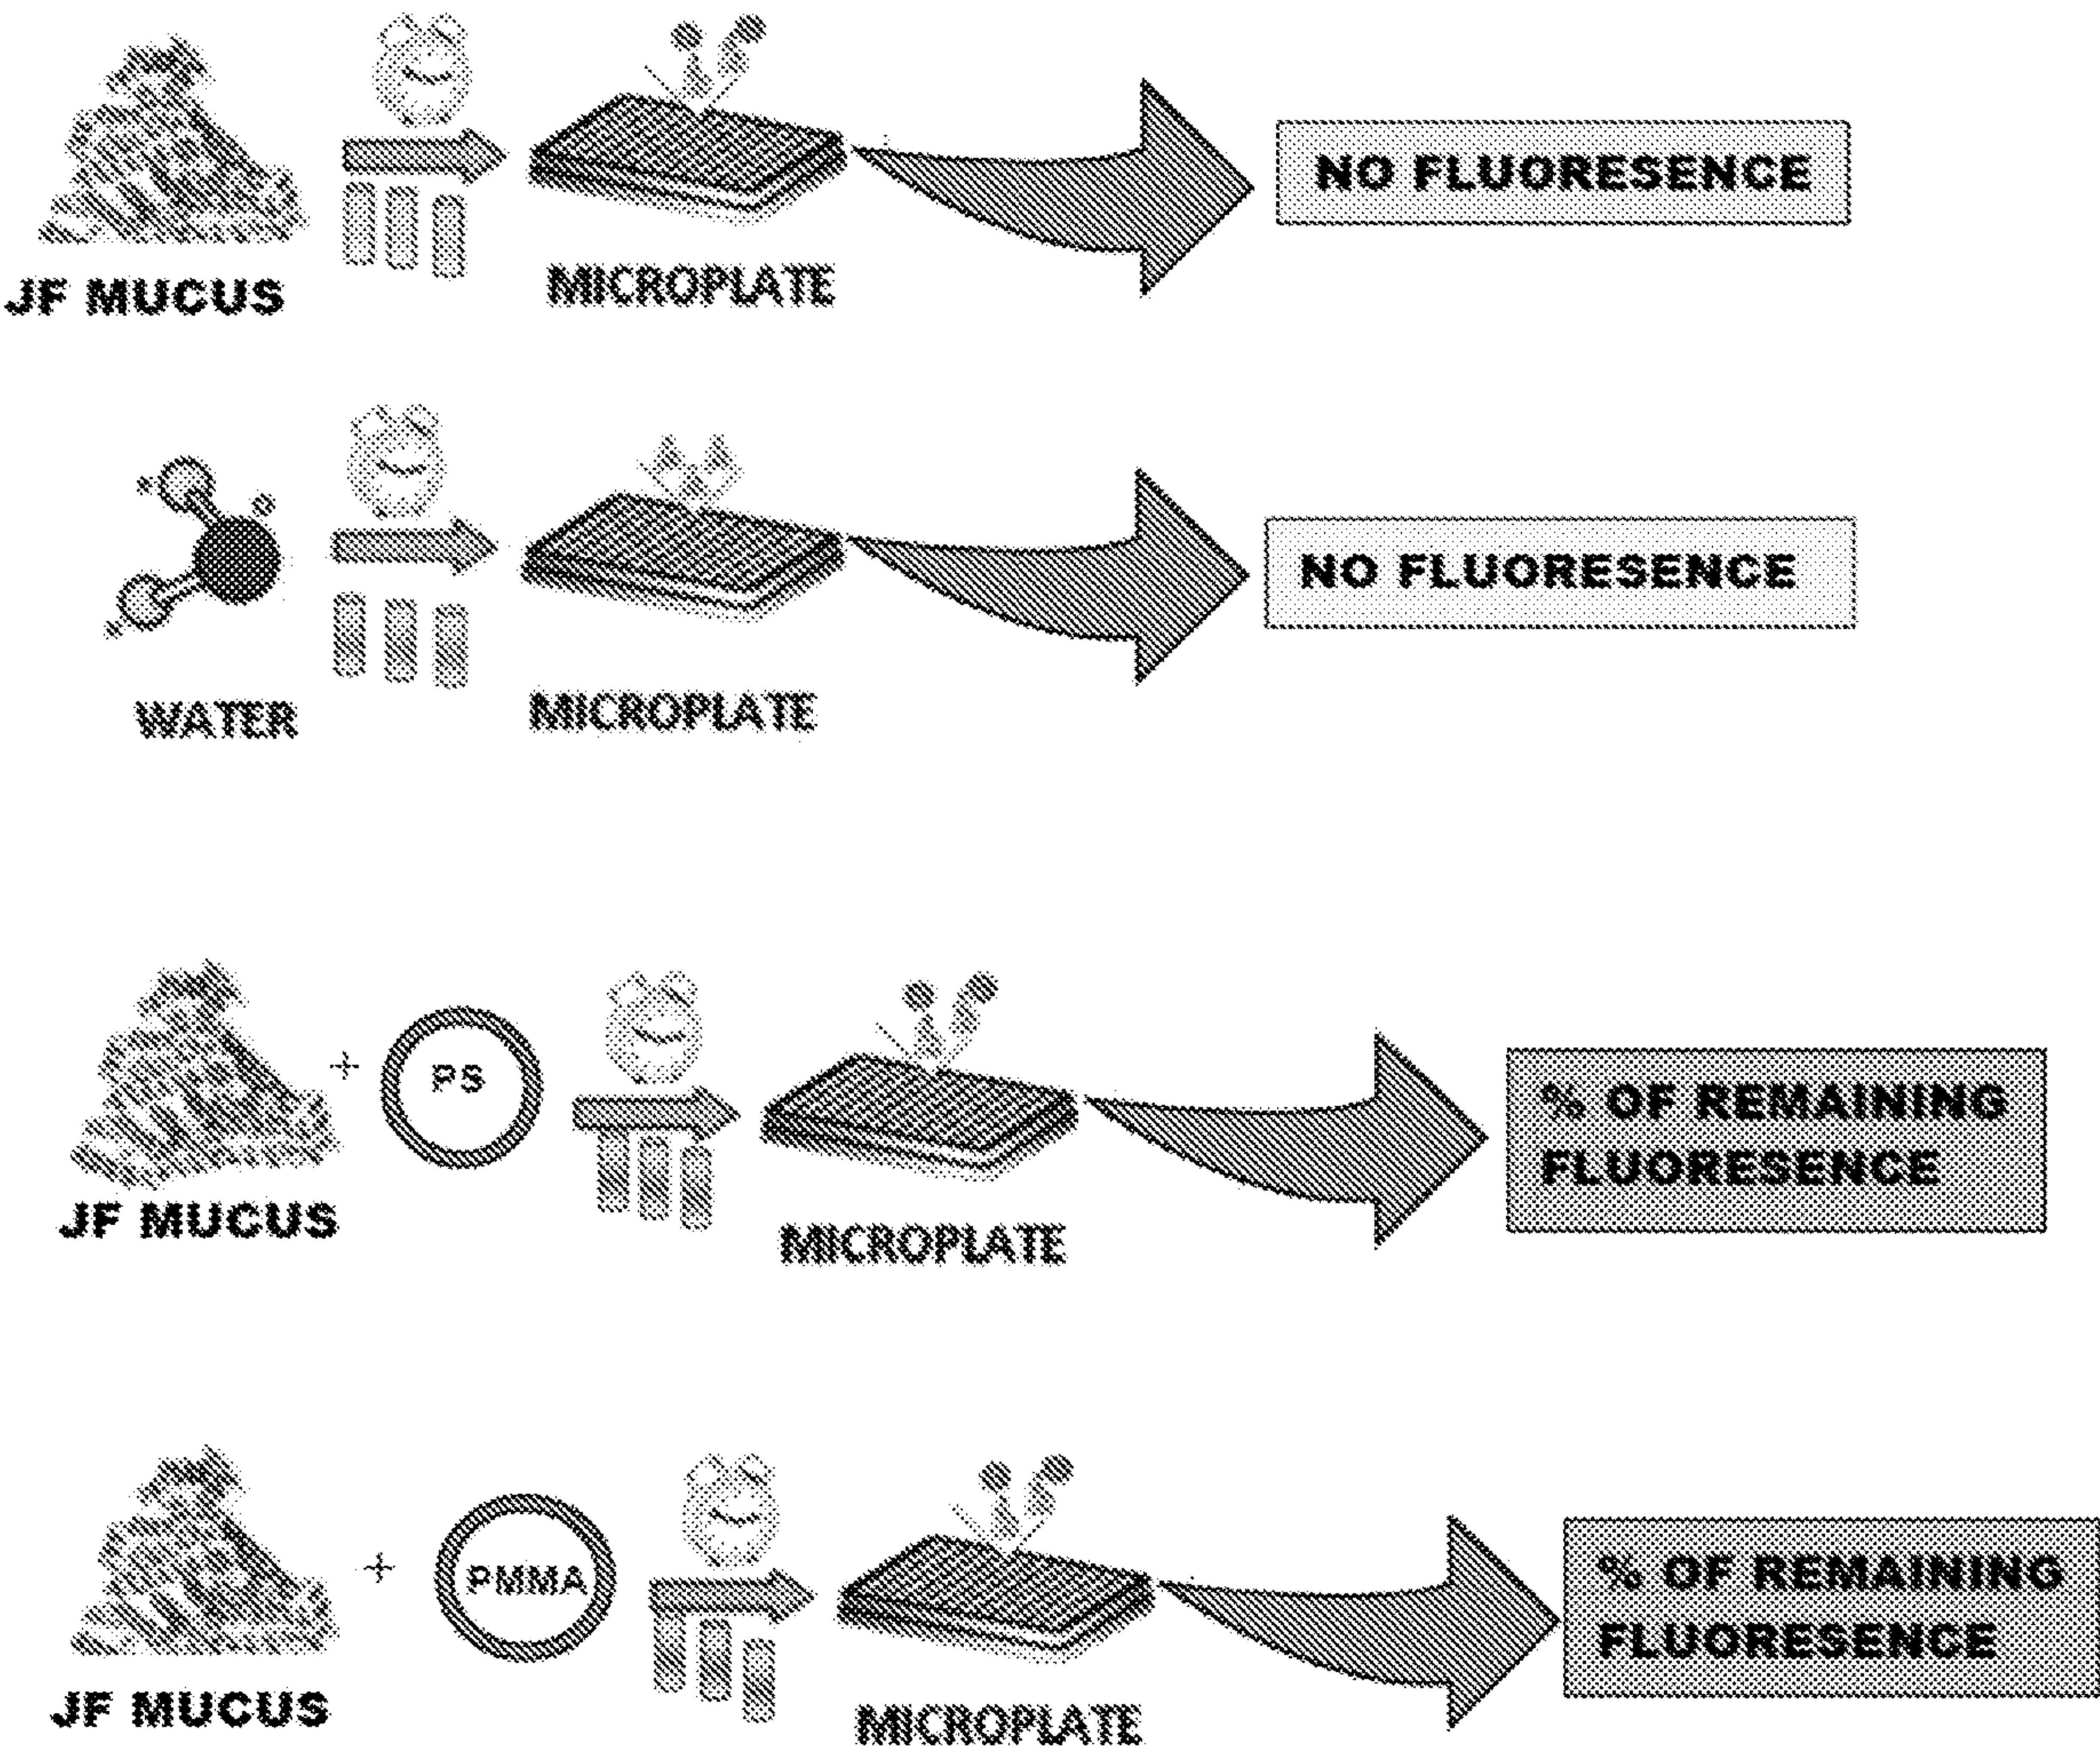 NO FLUORESENCE
JF MUCUS
MICROPLATE
NO FLUORESENCE
WATER
MICROPLATE
+
PS
% OF REMAINING
FLUORESENCE
JF MUCUS
MICROPLATE
+
PMMA
% OF REMAINING
FLUORESENCE
JF MUCUS
MICROPLATE